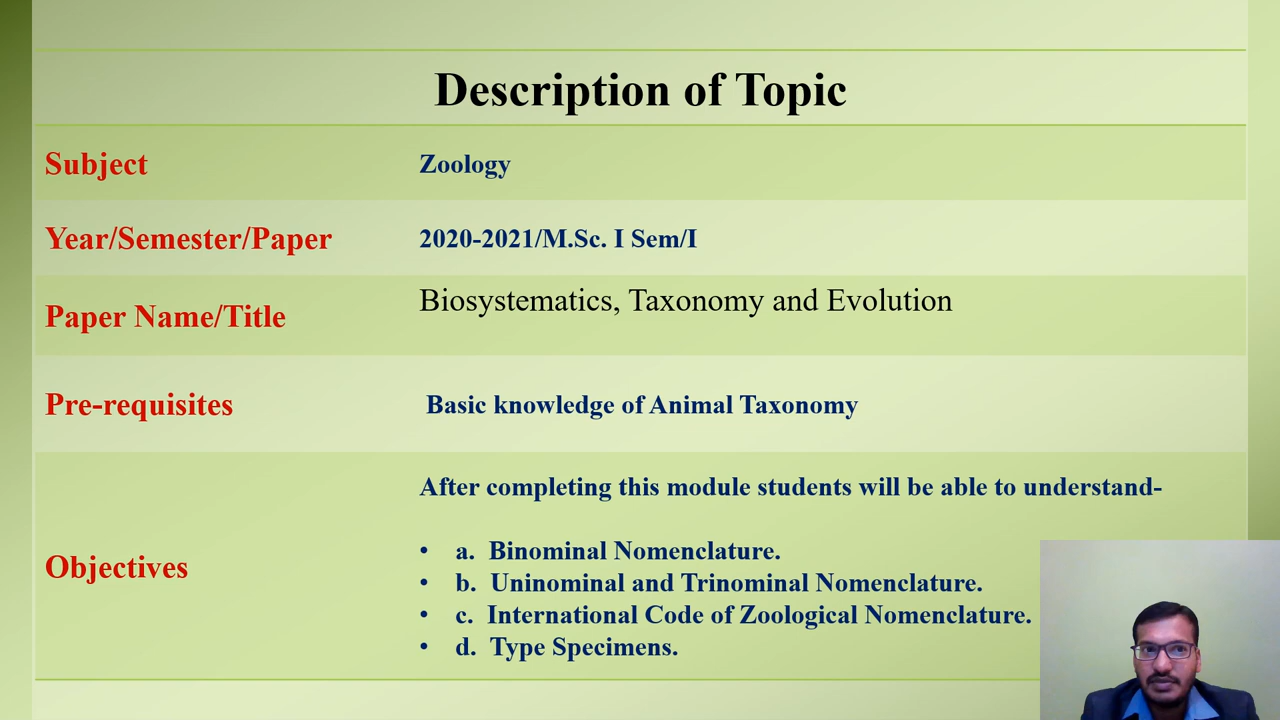 Description of Topic
Subject
Zoology
Year/Semester/Paper
2020-2021/M.Sc. I Sem/I
Paper Name/Title
Biosystematics, Taxonomy and Evolution
Pre-requisites
Basic knowledge of Animal Taxonomy
Objectives
After completing this module students will be able to understand-
• a. Binominal Nomenclature.
• b. Uninominal and Trinominal Nomenclature.
• c. International Code of Zoological Nomenclature.
• d. Type Specimens.